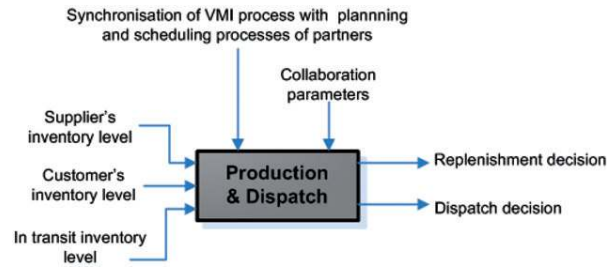 Synchronisation of VMI process with plannning
and scheduling processes of partners
Collaboration
parameters
Supplier's
inventory level
Customer's
inventory level
In transit inventory
level
Production
& Dispatch
Replenishment decision
Dispatch decision